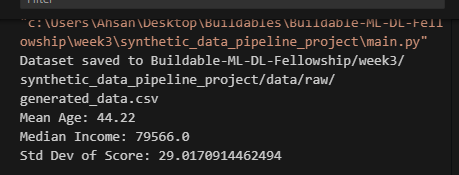 Filter
"c:\Users\Ahsan\Desktop\Buildables\Buildable-ML-DL-Fell
owship\week3\synthetic_data_pipeline_project\main.py"
Dataset saved to Buildable-ML-DL-Fellowship/week3/
synthetic_data_pipeline_project/data/raw/
generated_data.csv
Mean Age: 44.22
Median Income: 79566.0
Std Dev of Score: 29.0170914462494